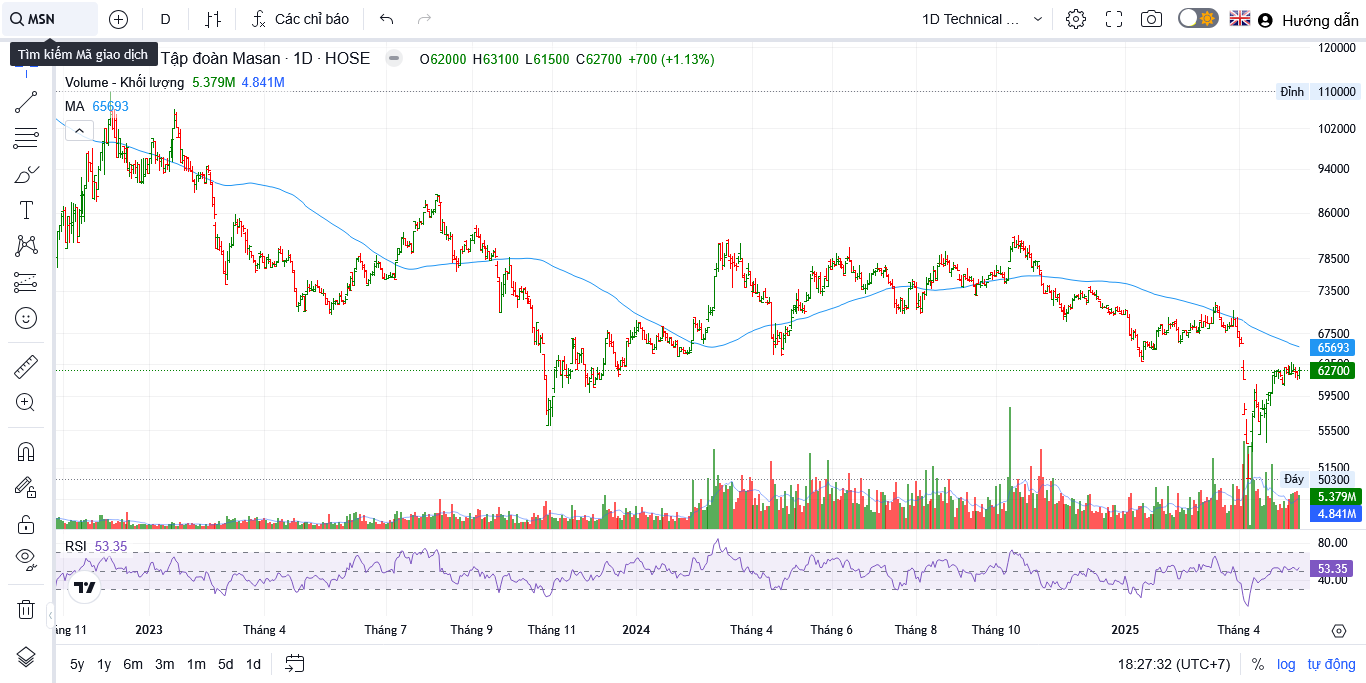 MSN
D
Các chỉ báo
1D Technical ...
Hướng dẫn
Tìm kiếm Mã giao dịch
Tập đoàn Masan · 1D · HOSE
O62000 H63100 L61500 C62700 +700 (+1.13%)
Volume - Khối lượng 5.379M 4.841M
MA 65693
120000
Đỉnh 110000
102000
94000
86000
78500
73500
67500
65693
62700
59500
55500
51500
Đáy 50300
5.379M
4.841M
RSI 53.35
80.00
53.35
40.00
ng 11 2023 Tháng 4 Tháng 7 Tháng 9 Tháng 11 2024 Tháng 4 Tháng 6 Tháng 8 Tháng 10 2025 Tháng 4
5y 1y 6m 3m 1m 5d 1d
18:27:32 (UTC+7) % log tự động